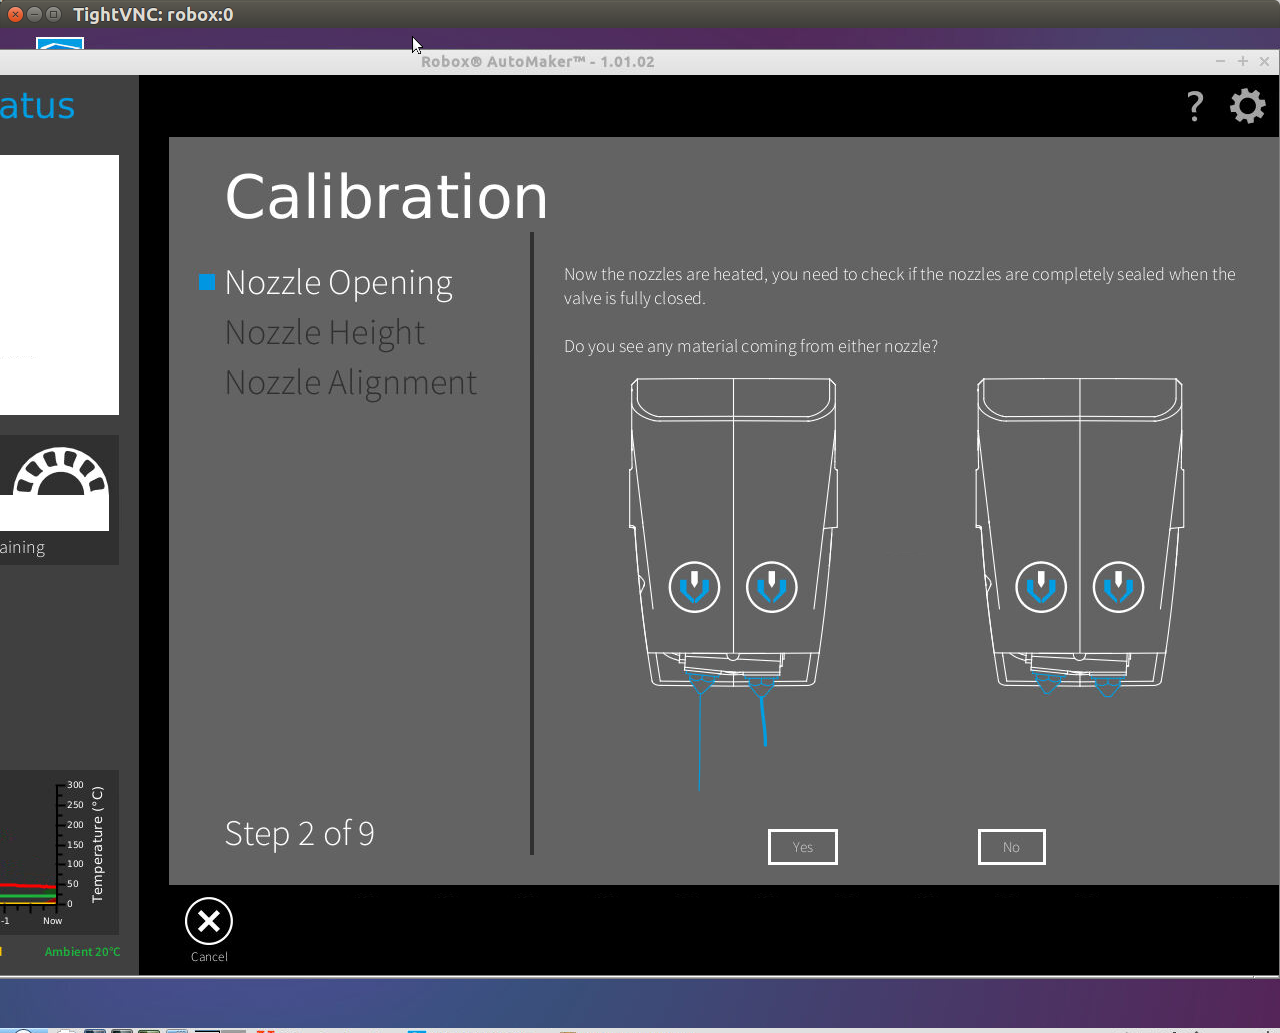 TightVNC: robox:0
Robox® AutoMaker™ - 1.01.02
atus
?
Calibration
Nozzle Opening
Nozzle Height
Nozzle Alignment
Now the nozzles are heated, you need to check if the nozzles are completely sealed when the
valve is fully closed.
Do you see any material coming from either nozzle?
aining
300
250
200
150
100
50
0
Temperature (°C)
-1
Now
Ambient 20°C
Step 2 of 9
Yes
No
Cancel